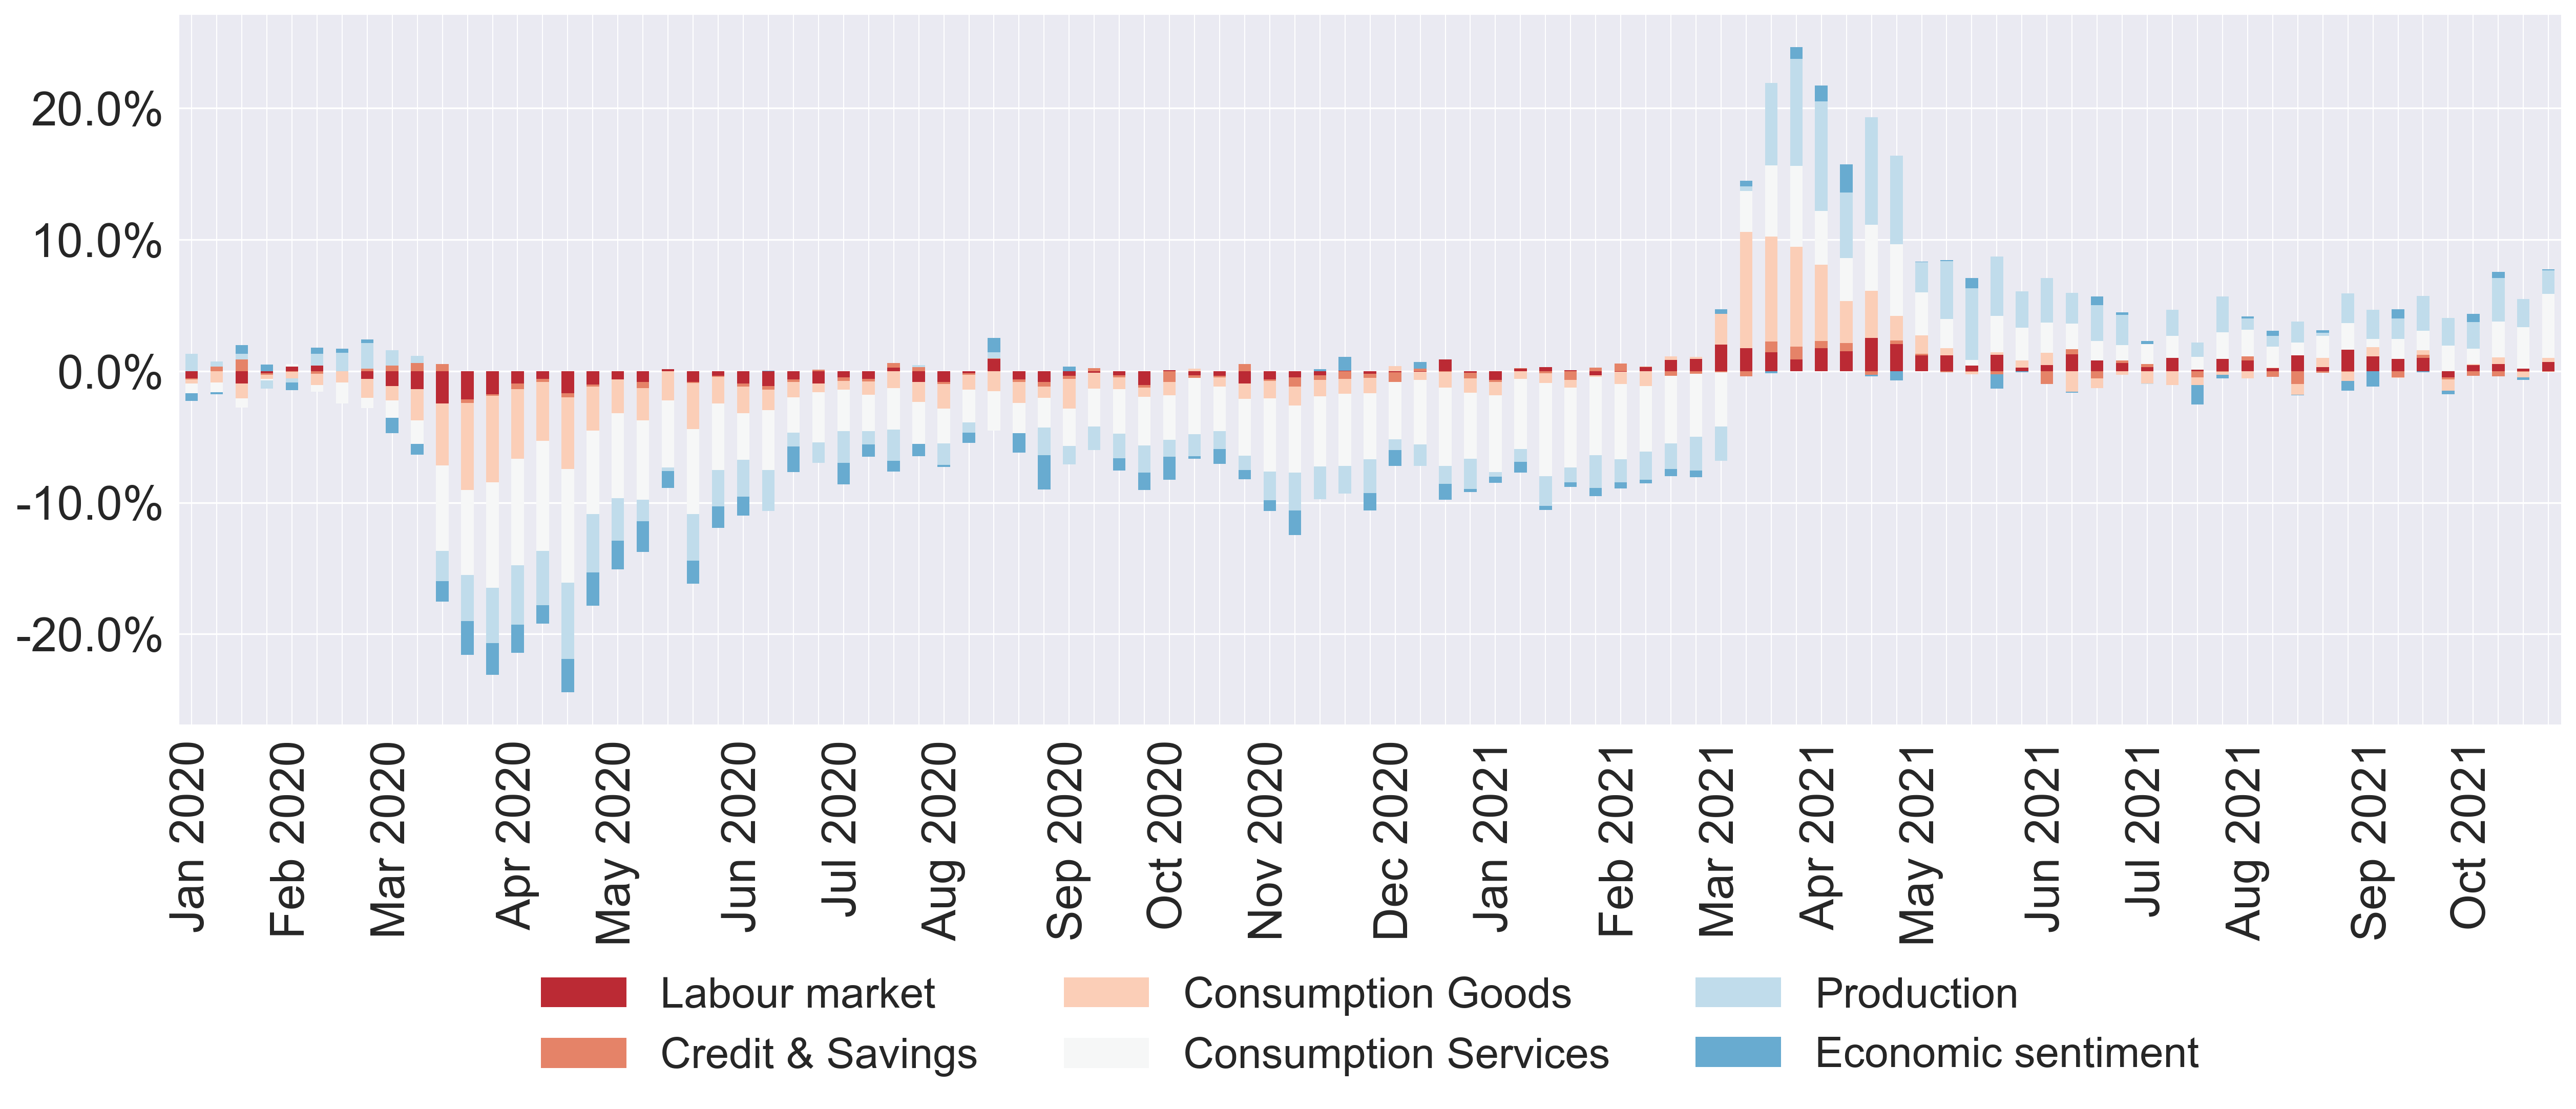 20.0%
10.0%
0.0%
-10.0%
-20.0%
Jan 2020
Feb 2020
Mar 2020
Apr 2020
May 2020
Jun 2020
Jul 2020
Aug 2020
Sep 2020
Oct 2020
Nov 2020
Dec 2020
Jan 2021
Feb 2021
Mar 2021
Apr 2021
May 2021
Jun 2021
Jul 2021
Aug 2021
Sep 2021
Oct 2021
Labour market
Consumption Goods
Production
Credit & Savings
Consumption Services
Economic sentiment